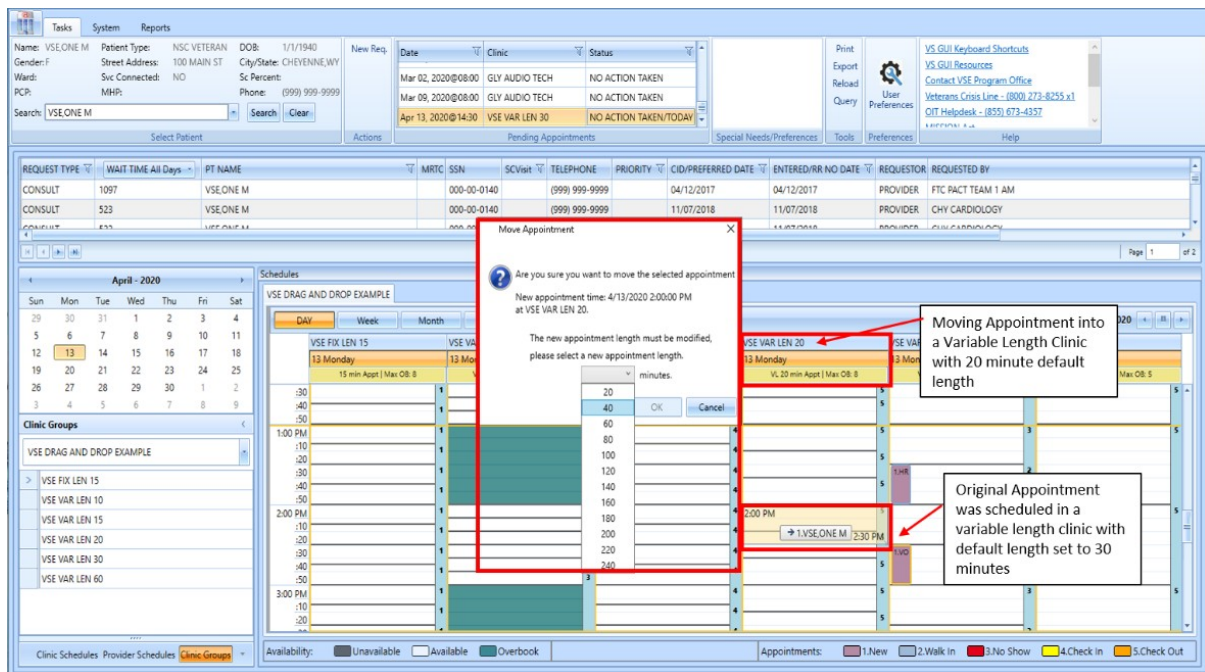 Tasks System Reports
Name: VSE,ONE M Patient Type: NSC VETERAN DOB: 1/1/1940
Gender: F Street Address: 100 MAIN ST City/State: CHEYENNE,WY
Ward: Svc Connected: NO Sc Percent:
PCP: MHP: Phone: (999) 999-9999
Search: VSE,ONE M Search Clear
Select Patient
New Req.
Actions
Date Clinic Status
Mar 02, 2020@08:00 GLY AUDIO TECH NO ACTION TAKEN
Mar 09, 2020@08:00 GLY AUDIO TECH NO ACTION TAKEN
Apr 13, 2020@14:30 VSE VAR LEN 30 NO ACTION TAKEN/TODAY
Pending Appointments
Special Needs/Preferences
Print
Export
Reload
Query
Tools
User
Preferences
Preferences
VS GUI Keyboard Shortcuts
VS GUI Resources
Contact VSE Program Office
Veterans Crisis Line - (800) 273-8255 x1
OIT Helpdesk - (855) 673-4357
MISSION Act
Help
REQUEST TYPE WAIT TIME All Days PT NAME MRTC SSN SCVisit TELEPHONE PRIORITY CID/PREFERRED DATE ENTERED/RR NO DATE REQUESTOR REQUESTED BY
CONSULT 1097 VSE,ONE M 000-00-0140 (999) 999-9999 04/12/2017 04/12/2017 PROVIDER FTC PACT TEAM 1 AM
CONSULT 523 VSE,ONE M 000-00-0140 (999) 999-9999 11/07/2018 11/07/2018 PROVIDER CHY CARDIOLOGY
CONSULT 523 VSE,ONE M 11/07/2018 PROVIDER CHY CARDIOLOGY
Page 1 of 2
April - 2020
Sun Mon Tue Wed Thu Fri Sat
29 30 31 1 2 3 4
5 6 7 8 9 10 11
12 13 14 15 16 17 18
19 20 21 22 23 24 25
26 27 28 29 30 1 2
3 4 5 6 7 8 9
Clinic Groups
VSE DRAG AND DROP EXAMPLE
VSE FIX LEN 15
VSE VAR LEN 10
VSE VAR LEN 15
VSE VAR LEN 20
VSE VAR LEN 30
VSE VAR LEN 60
Clinic Schedules Provider Schedules Clinic Groups
Schedules
VSE DRAG AND DROP EXAMPLE
DAY Week Month
2020
VSE FIX LEN 15
13 Monday
15 min Appt | Max OB: 8
VSE VAR LEN 20
13 Monday
VL 20 min Appt | Max OB: 8
Max OB: 5
:30
:40
:50
1:00 PM
:10
:20
:30
:40
:50
2:00 PM
:10
:20
:30
:40
:50
3:00 PM
:10
:20
2:00 PM
1.VSE,ONE M 2:30 PM
1.HR
1.VO
Move Appointment
Are you sure you want to move the selected appointment
New appointment time: 4/13/2020 2:00:00 PM
at VSE VAR LEN 20.
The new appointment length must be modified,
please select a new appointment length.
minutes.
OK Cancel
20
40
60
80
100
120
140
160
180
200
220
240
Moving Appointment into
a Variable Length Clinic
with 20 minute default
length
Original Appointment
was scheduled in a
variable length clinic with
default length set to 30
minutes
Availability: Unavailable Available Overbook Appointments: 1.New 2.Walk In 3.No Show 4.Check In 5.Check Out